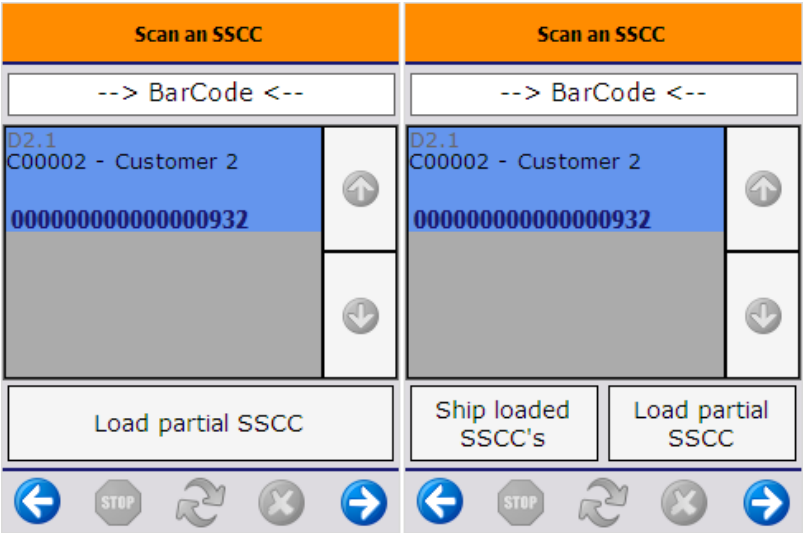 Scan an SSCC
--> BarCode <--
D2.1
C00002 - Customer 2
000000000000000932
Load partial SSCC
STOP
Scan an SSCC
--> BarCode <--
D2.1
C00002 - Customer 2
000000000000000932
Ship loaded
SSCC's
Load partial
SSCC
STOP